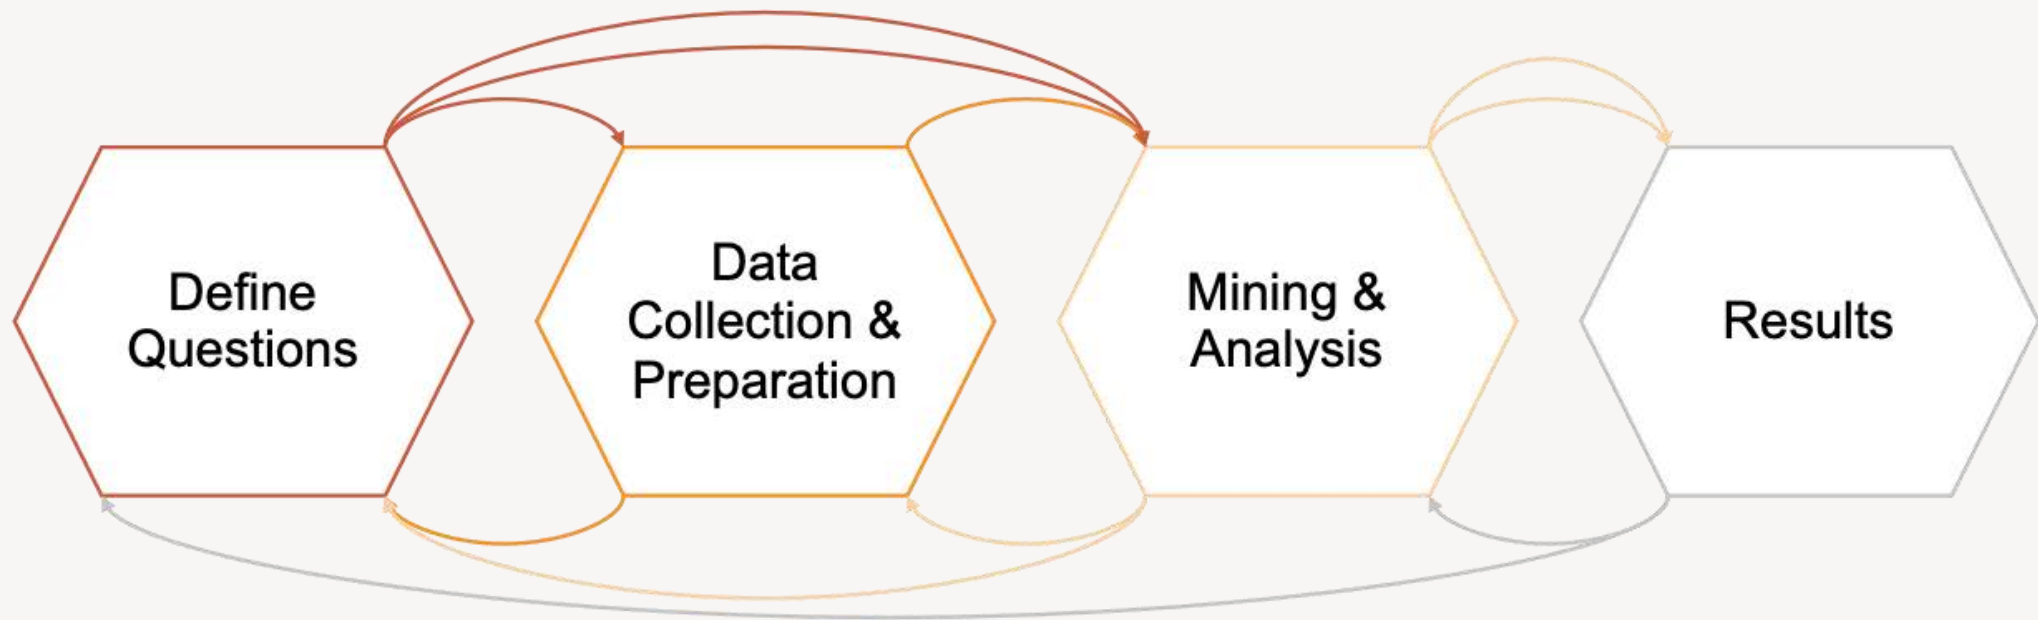 Define
Questions
Data
Collection &
Preparation
Mining &
Analysis
Results